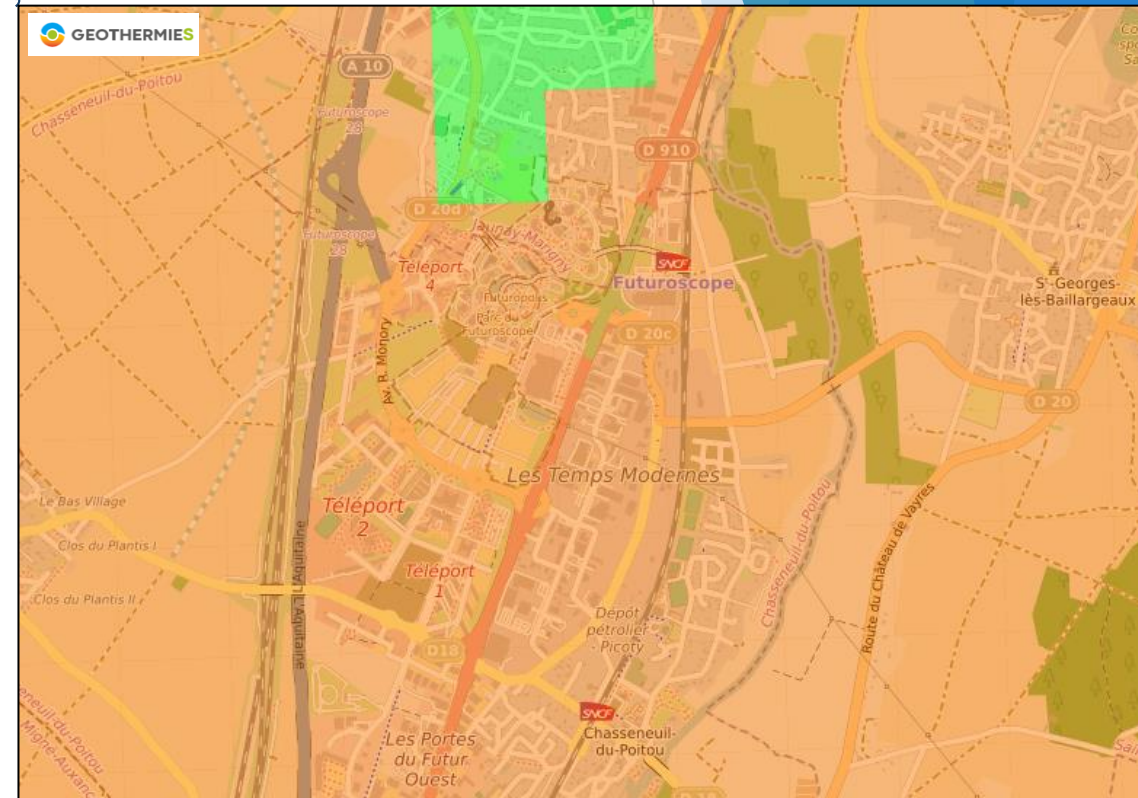 GEOTHERMIES
A 10
Chasseneuil-du-Poitou
Futuroscope
28
D 910
D 20d
Jaunay-Marigny
Futuroscope
28
Téléport
4
SNCF
Futuroscope
Futuropolis
Parc du
Futuroscope
St-Georges-
lès-Baillargeaux
D 20c
Av. R. Monory
D 20
Les Temps Modernes
Le Bas Village
Téléport
2
Clos du Plantis I
Chasseneuil-du-Poitou
Route du Château de Vayres
L'Aquitaine
L'Aquitaine
Téléport
1
Clos du Plantis II
Dépôt
pétrolier
- Picoty
D18
SNCF
Chasseneuil-
du-Poitou
Les Portes
du Futur
Ouest